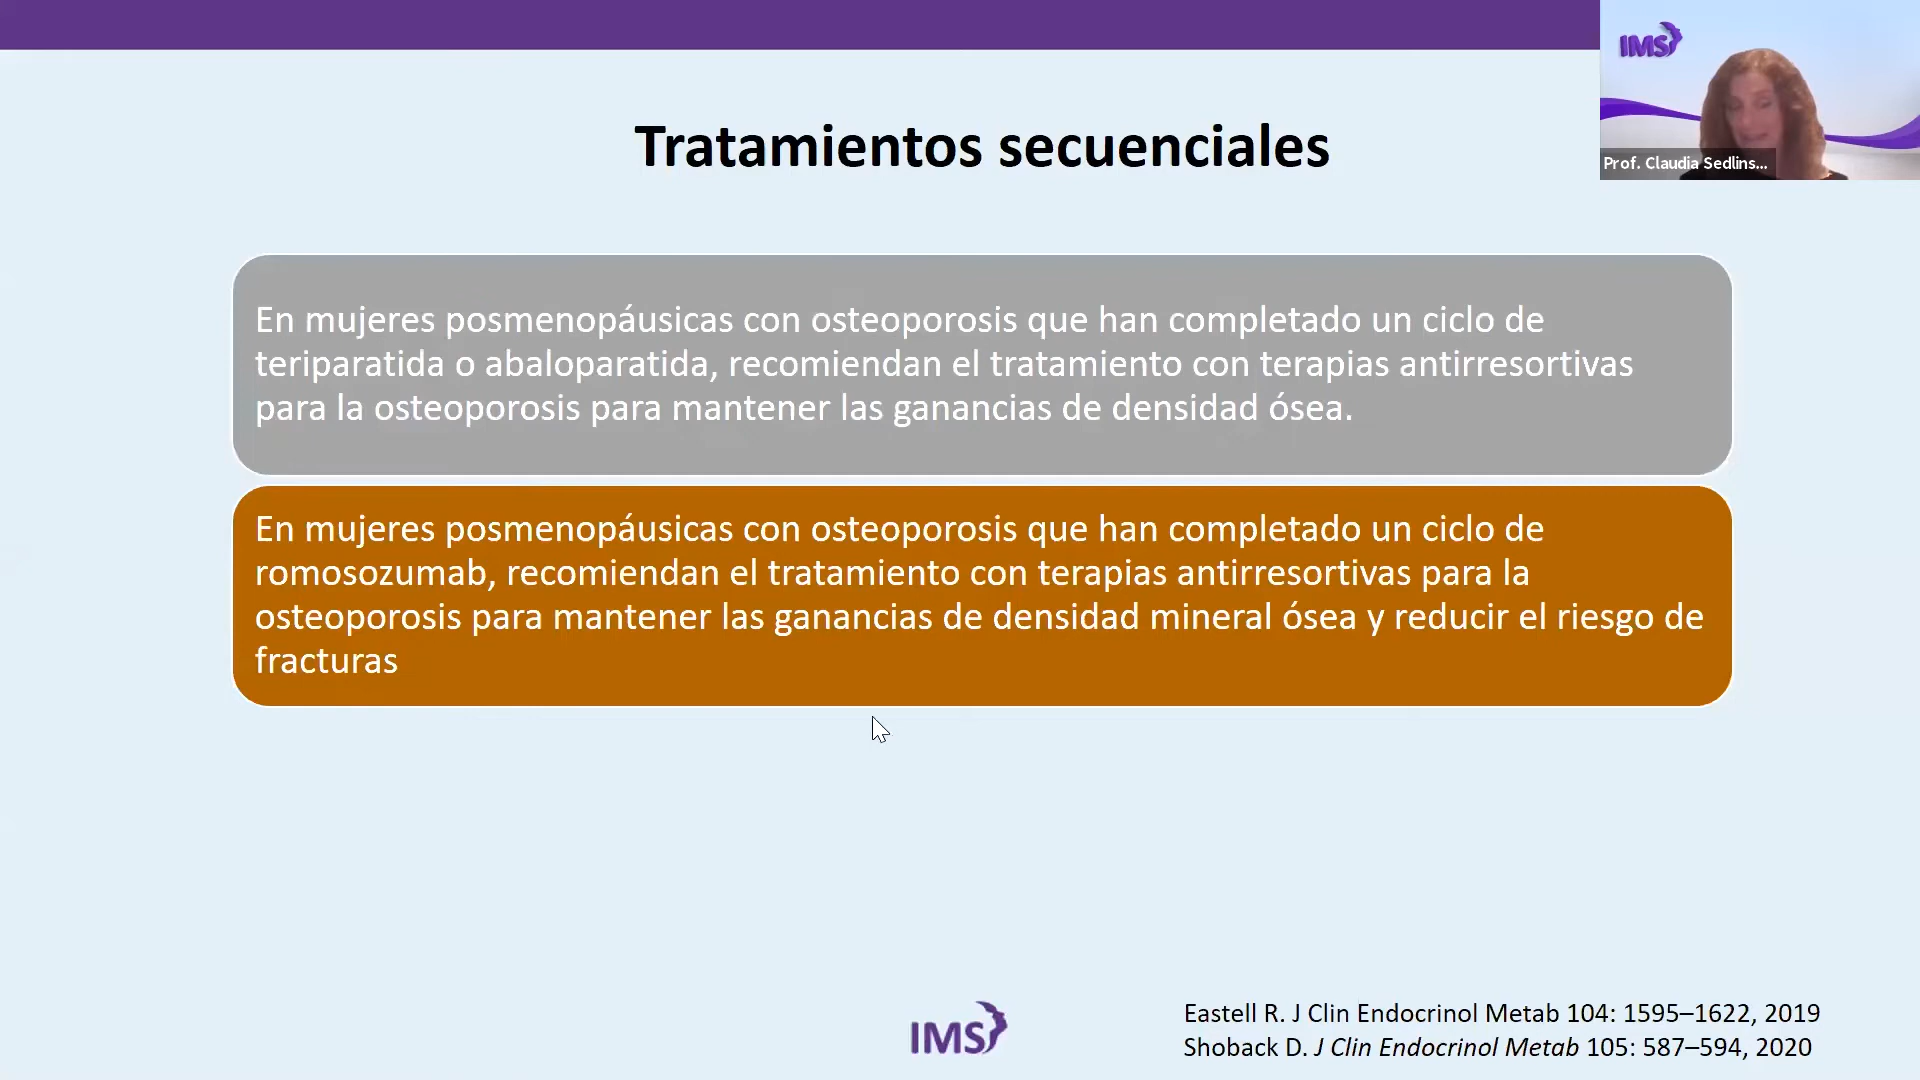 IMS
Prof. Claudia Sedlins...
Tratamientos secuenciales
En mujeres posmenopáusicas con osteoporosis que han completado un ciclo de
teriparatida o abaloparatida, recomiendan el tratamiento con terapias antirresortivas
para la osteoporosis para mantener las ganancias de densidad ósea.
En mujeres posmenopáusicas con osteoporosis que han completado un ciclo de
romosozumab, recomiendan el tratamiento con terapias antirresortivas para la
osteoporosis para mantener las ganancias de densidad mineral ósea y reducir el riesgo de
fracturas
IMS
Eastell R. J Clin Endocrinol Metab 104: 1595–1622, 2019
Shoback D. J Clin Endocrinol Metab 105: 587–594, 2020